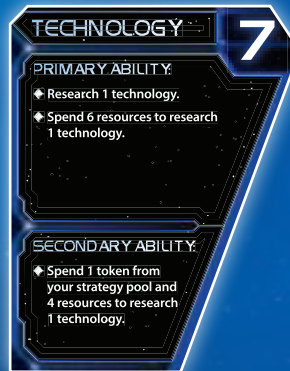 TECHNOLOGY
7
PRIMARY ABILITY
Research 1 technology.
Spend 6 resources to research
1 technology.
SECONDARY ABILITY
Spend 1 token from
your strategy pool and
4 resources to research
1 technology.